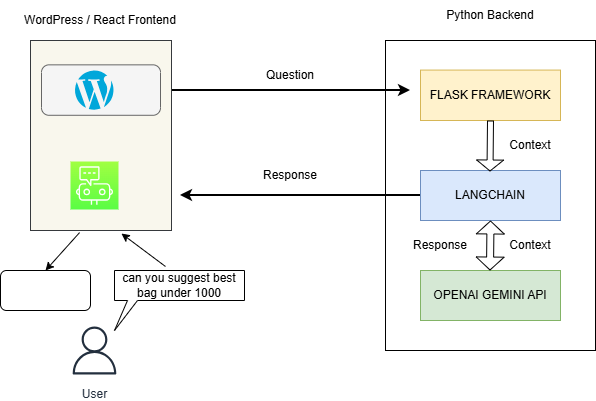 WordPress / React Frontend
Python Backend
Question
FLASK FRAMEWORK
Context
Response
LANGCHAIN
Response
Context
can you suggest best
bag under 1000
OPENAI GEMINI API
User